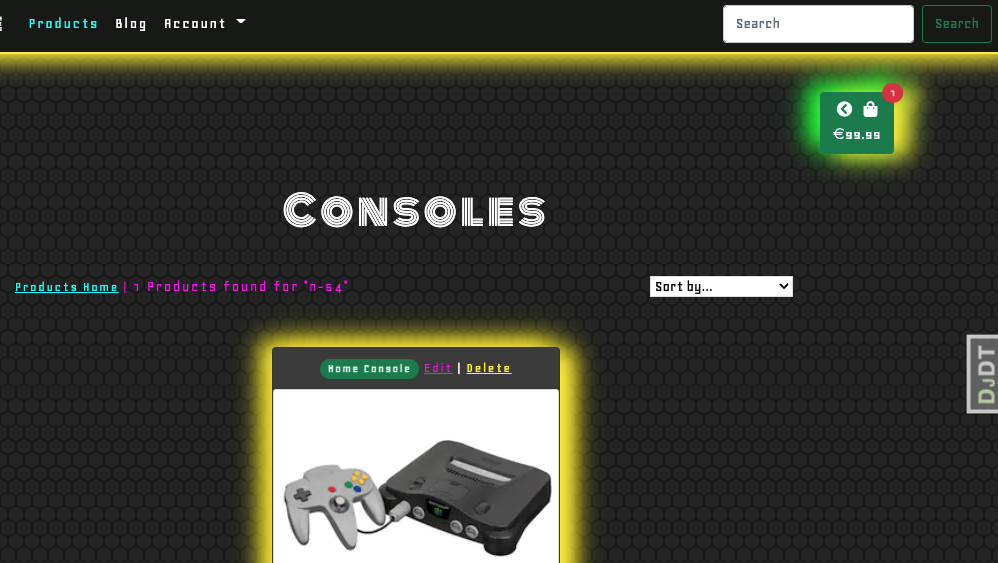 Products Blog Account Search Search
1
€99.99
Consoles
Products Home | 1 Products found for "n-64" Sort by...
DJDT
Home Console Edit | Delete